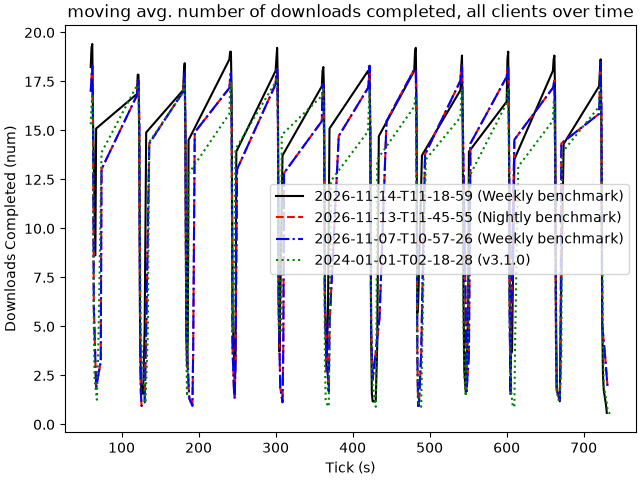 moving avg. number of downloads completed, all clients over time
Downloads Completed (num)
20.0
17.5
15.0
12.5
10.0
7.5
5.0
2.5
0.0
2026-11-14-T11-18-59 (Weekly benchmark)
2026-11-13-T11-45-55 (Nightly benchmark)
2026-11-07-T10-57-26 (Weekly benchmark)
2024-01-01-T02-18-28 (v3.1.0)
100 200 300 400 500 600 700
Tick (s)